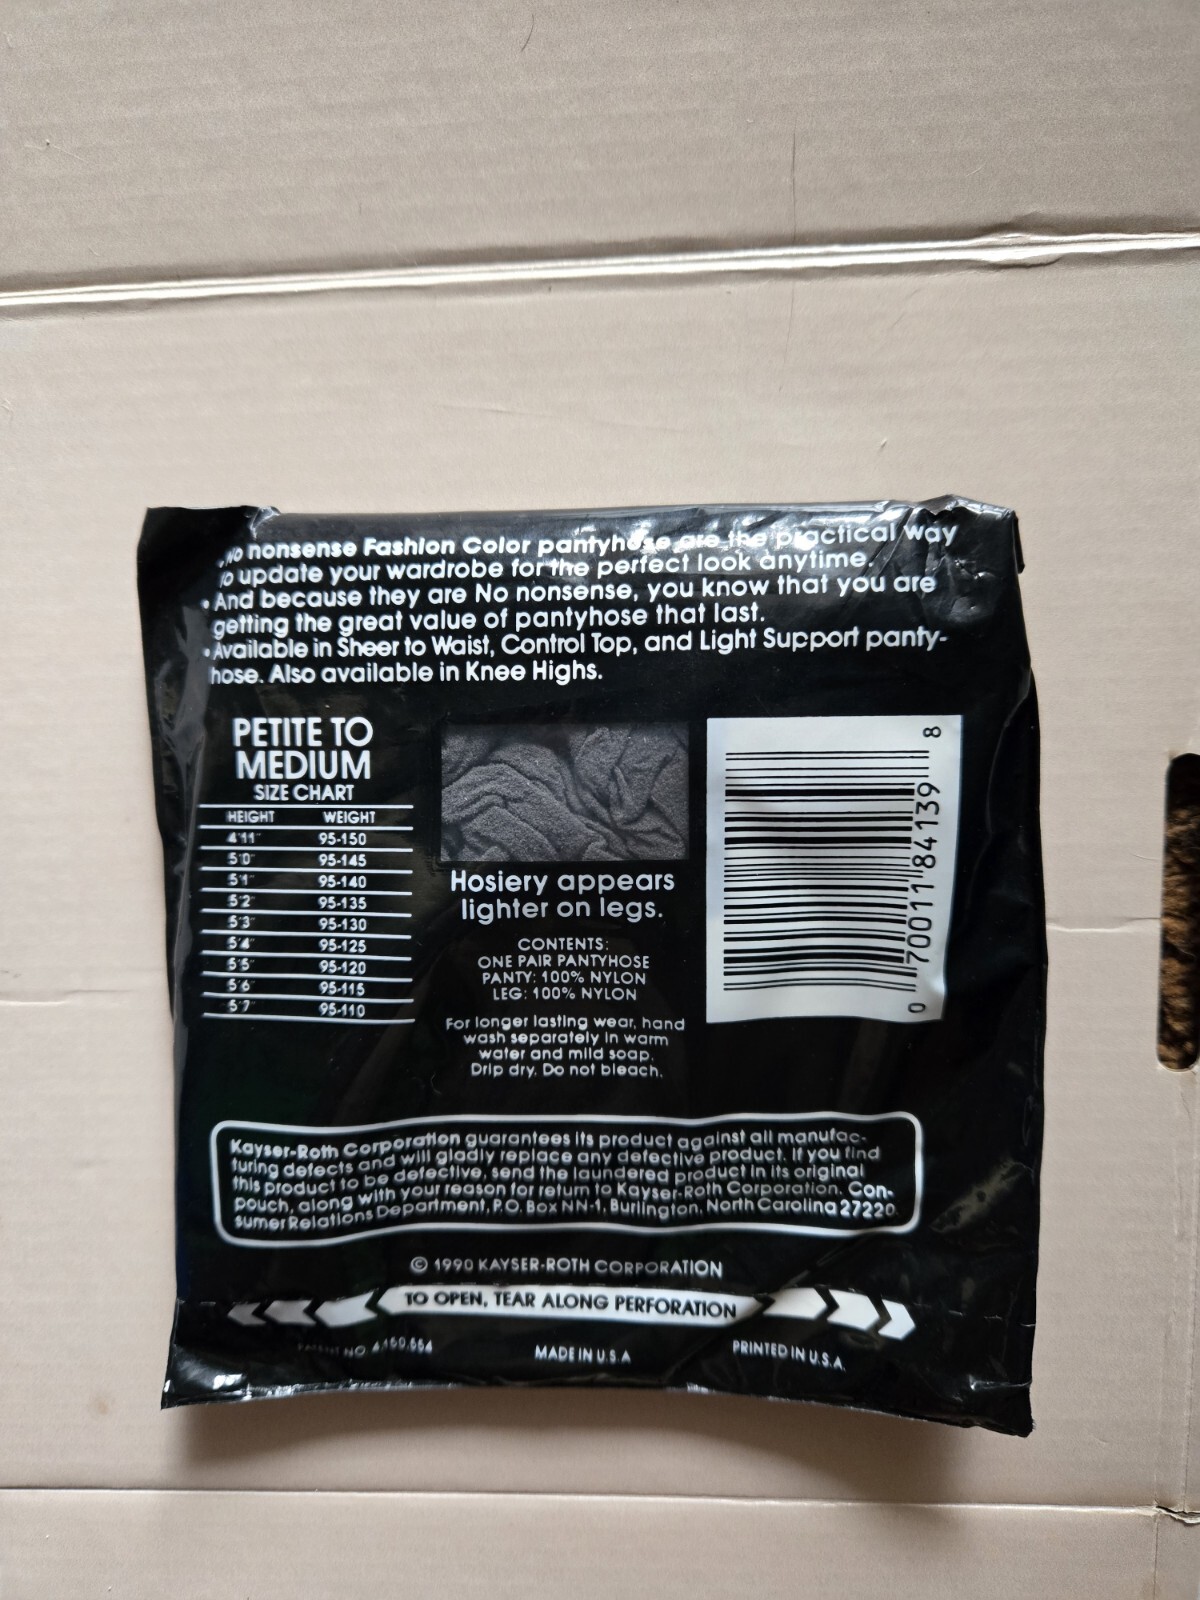 • No nonsense Fashion Color pantyhose are the practical way
to update your wardrobe for the perfect look anytime.
• And because they are No nonsense, you know that you are
getting the great value of pantyhose that last.
• Available in Sheer to Waist, Control Top, and Light Support panty-
hose. Also available in Knee Highs.
PETITE TO
MEDIUM
SIZE CHART
HEIGHT WEIGHT
4'11" 95-150
5'0" 95-145
5'1" 95-140
5'2" 95-135
5'3" 95-130
5'4" 95-125
5'5" 95-120
5'6" 95-115
5'7" 95-110
Hosiery appears
lighter on legs.
CONTENTS:
ONE PAIR PANTYHOSE
PANTY: 100% NYLON
LEG: 100% NYLON
For longer lasting wear, hand
wash separately in warm
water and mild soap.
Drip dry. Do not bleach.
0 70011 84139 8
Kayser-Roth Corporation guarantees its product against all manufac-
turing defects and will gladly replace any defective product. If you find
this product to be defective, send the laundered product in its original
pouch, along with your reason for return to Kayser-Roth Corporation, Con-
sumer Relations Department, P.O. Box NN-1, Burlington, North Carolina 27220.
© 1990 KAYSER-ROTH CORPORATION
TO OPEN, TEAR ALONG PERFORATION
PATENT NO. 4,150,554
MADE IN U.S.A
PRINTED IN U.S.A.